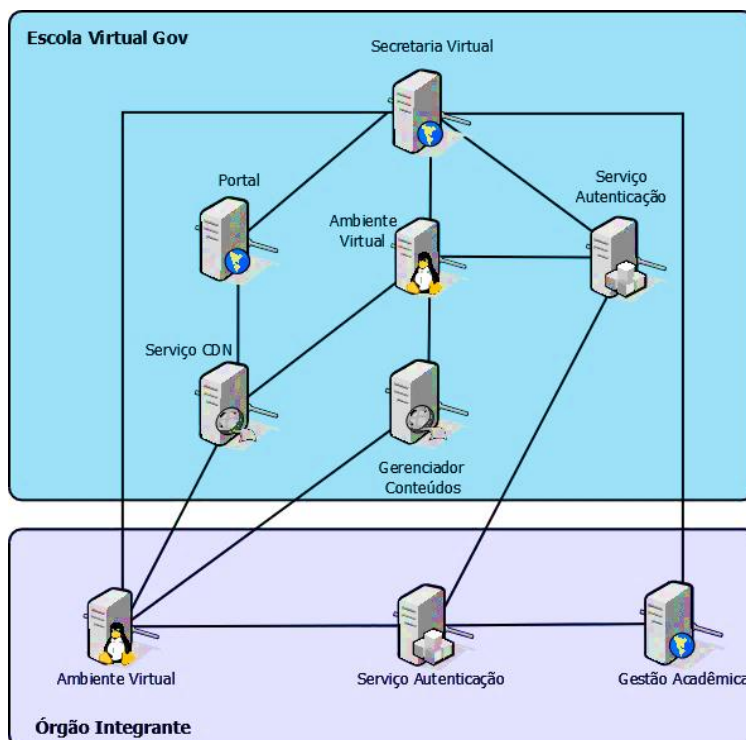 Escola Virtual Gov
Secretaria Virtual
Portal
Serviço
Autenticação
Ambiente
Virtual
Serviço CDN
Gerenciador
Conteúdos
Ambiente Virtual
Serviço Autenticação
Gestão Acadêmica
Órgão Integrante